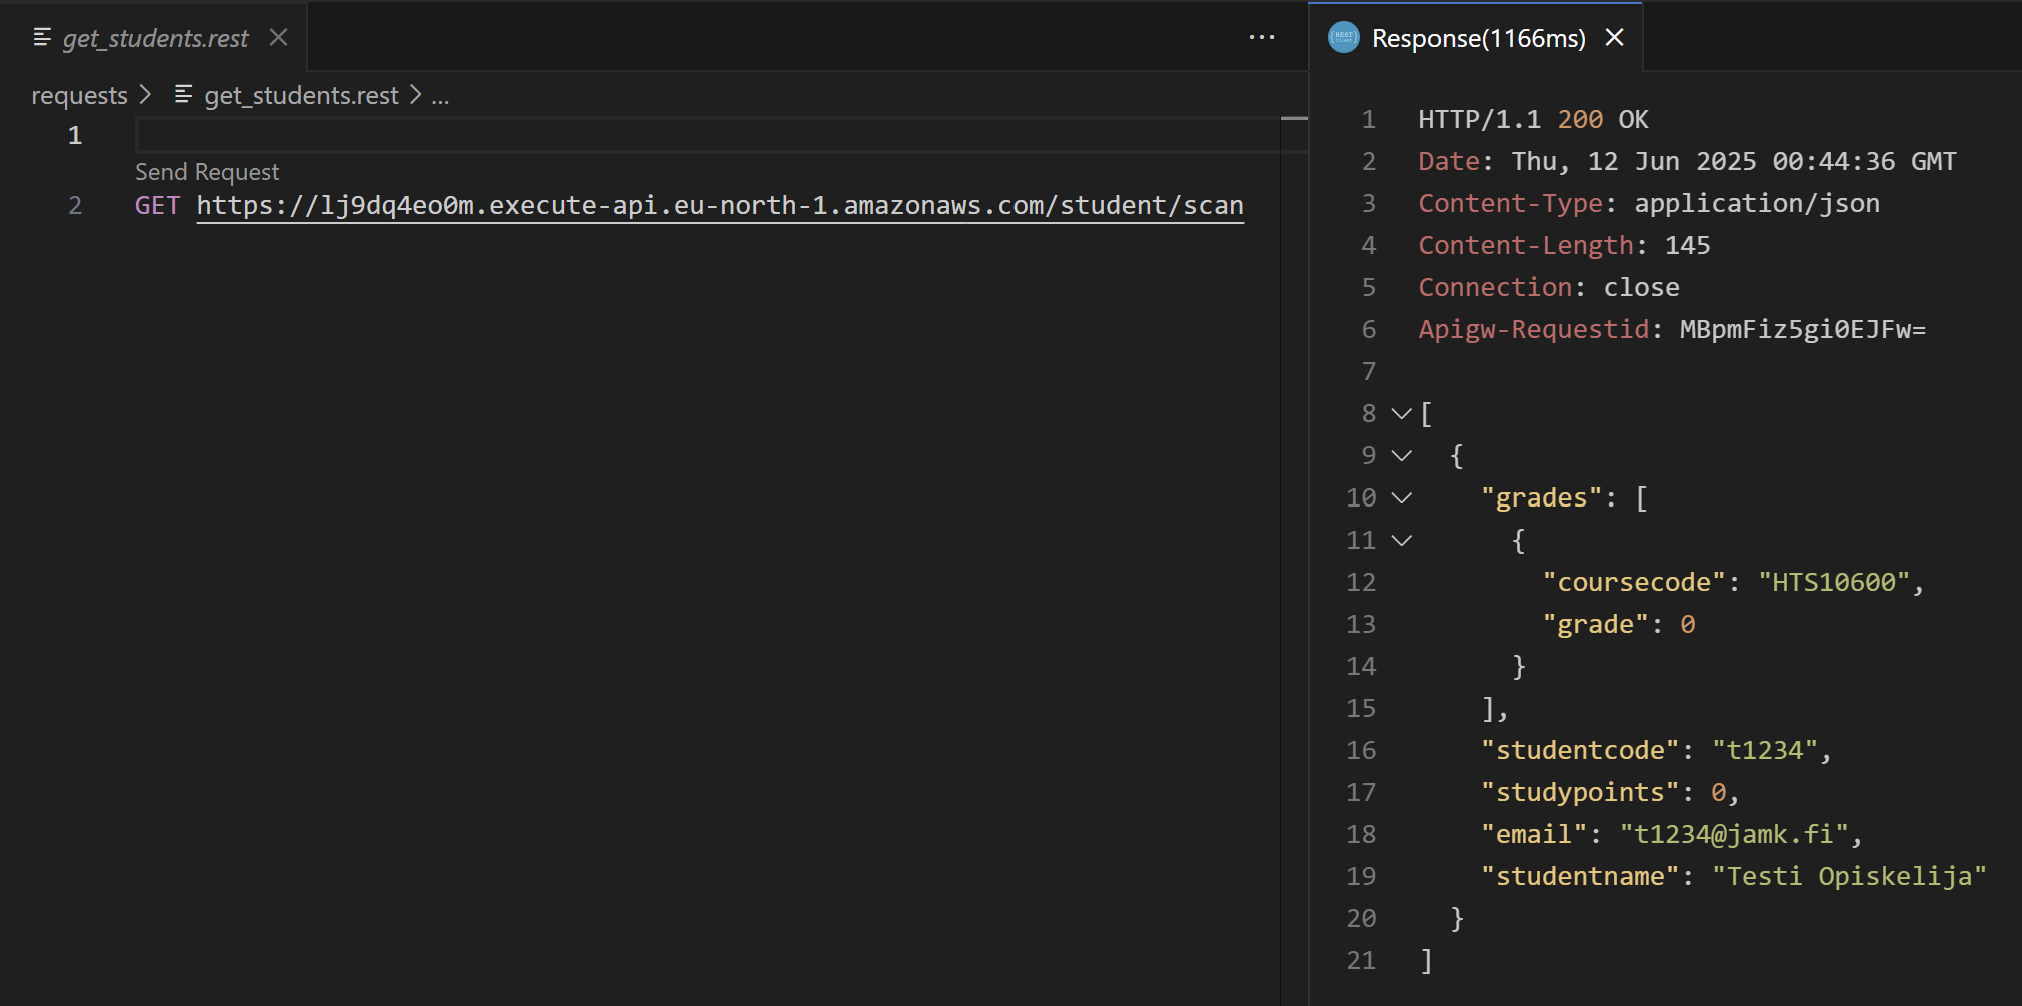 get_students.rest
requests > get_students.rest > ...
1
Send Request
2 GET https://lj9dq4eo0m.execute-api.eu-north-1.amazonaws.com/student/scan
REST
Client
Response(1166ms)
1 HTTP/1.1 200 OK
2 Date: Thu, 12 Jun 2025 00:44:36 GMT
3 Content-Type: application/json
4 Content-Length: 145
5 Connection: close
6 Apigw-Requestid: MBpmFiz5gi0EJFw=
7
8 [
9 {
10 "grades": [
11 {
12 "coursecode": "HTS10600",
13 "grade": 0
14 }
15 ],
16 "studentcode": "t1234",
17 "studypoints": 0,
18 "email": "t1234@jamk.fi",
19 "studentname": "Testi Opiskelija"
20 }
21 ]